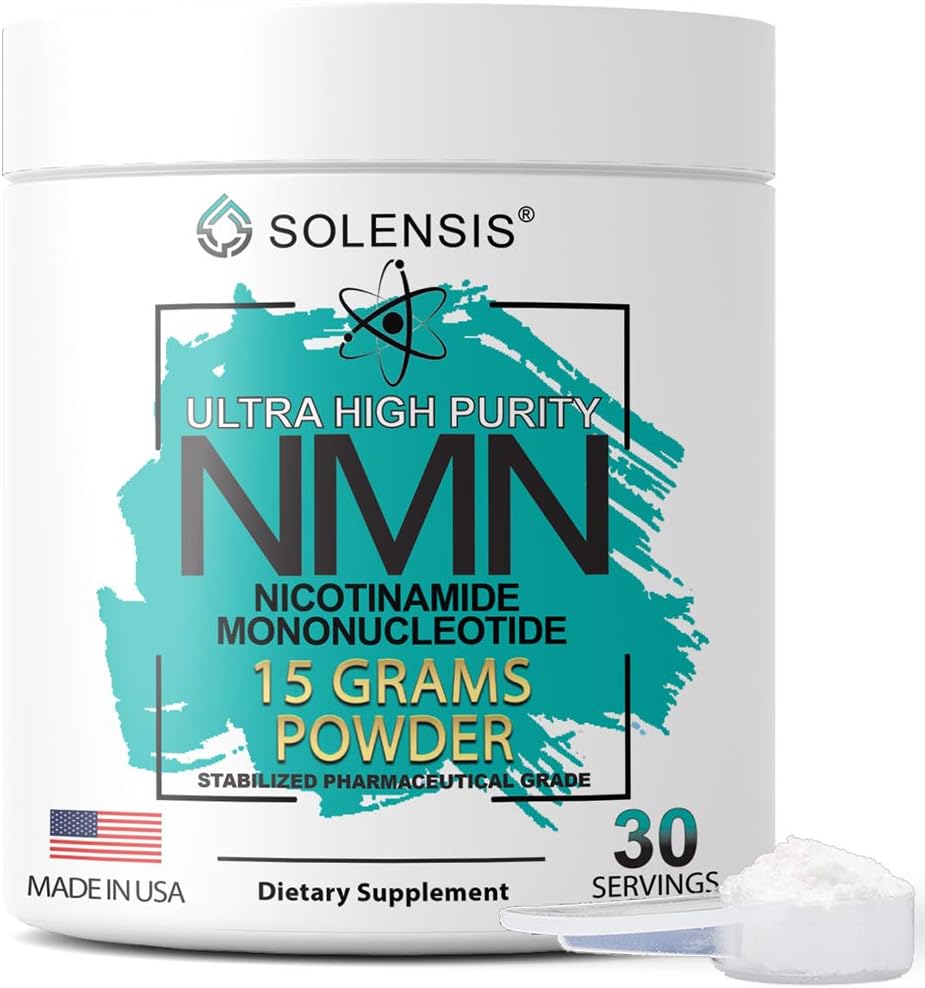 SOLENSIS®
ULTRA HIGH PURITY
NMN
NICOTINAMIDE
MONONUCLEOTIDE
15 GRAMS
POWDER
STABILIZED PHARMACEUTICAL GRADE
MADE IN USA
Dietary Supplement
30
SERVINGS